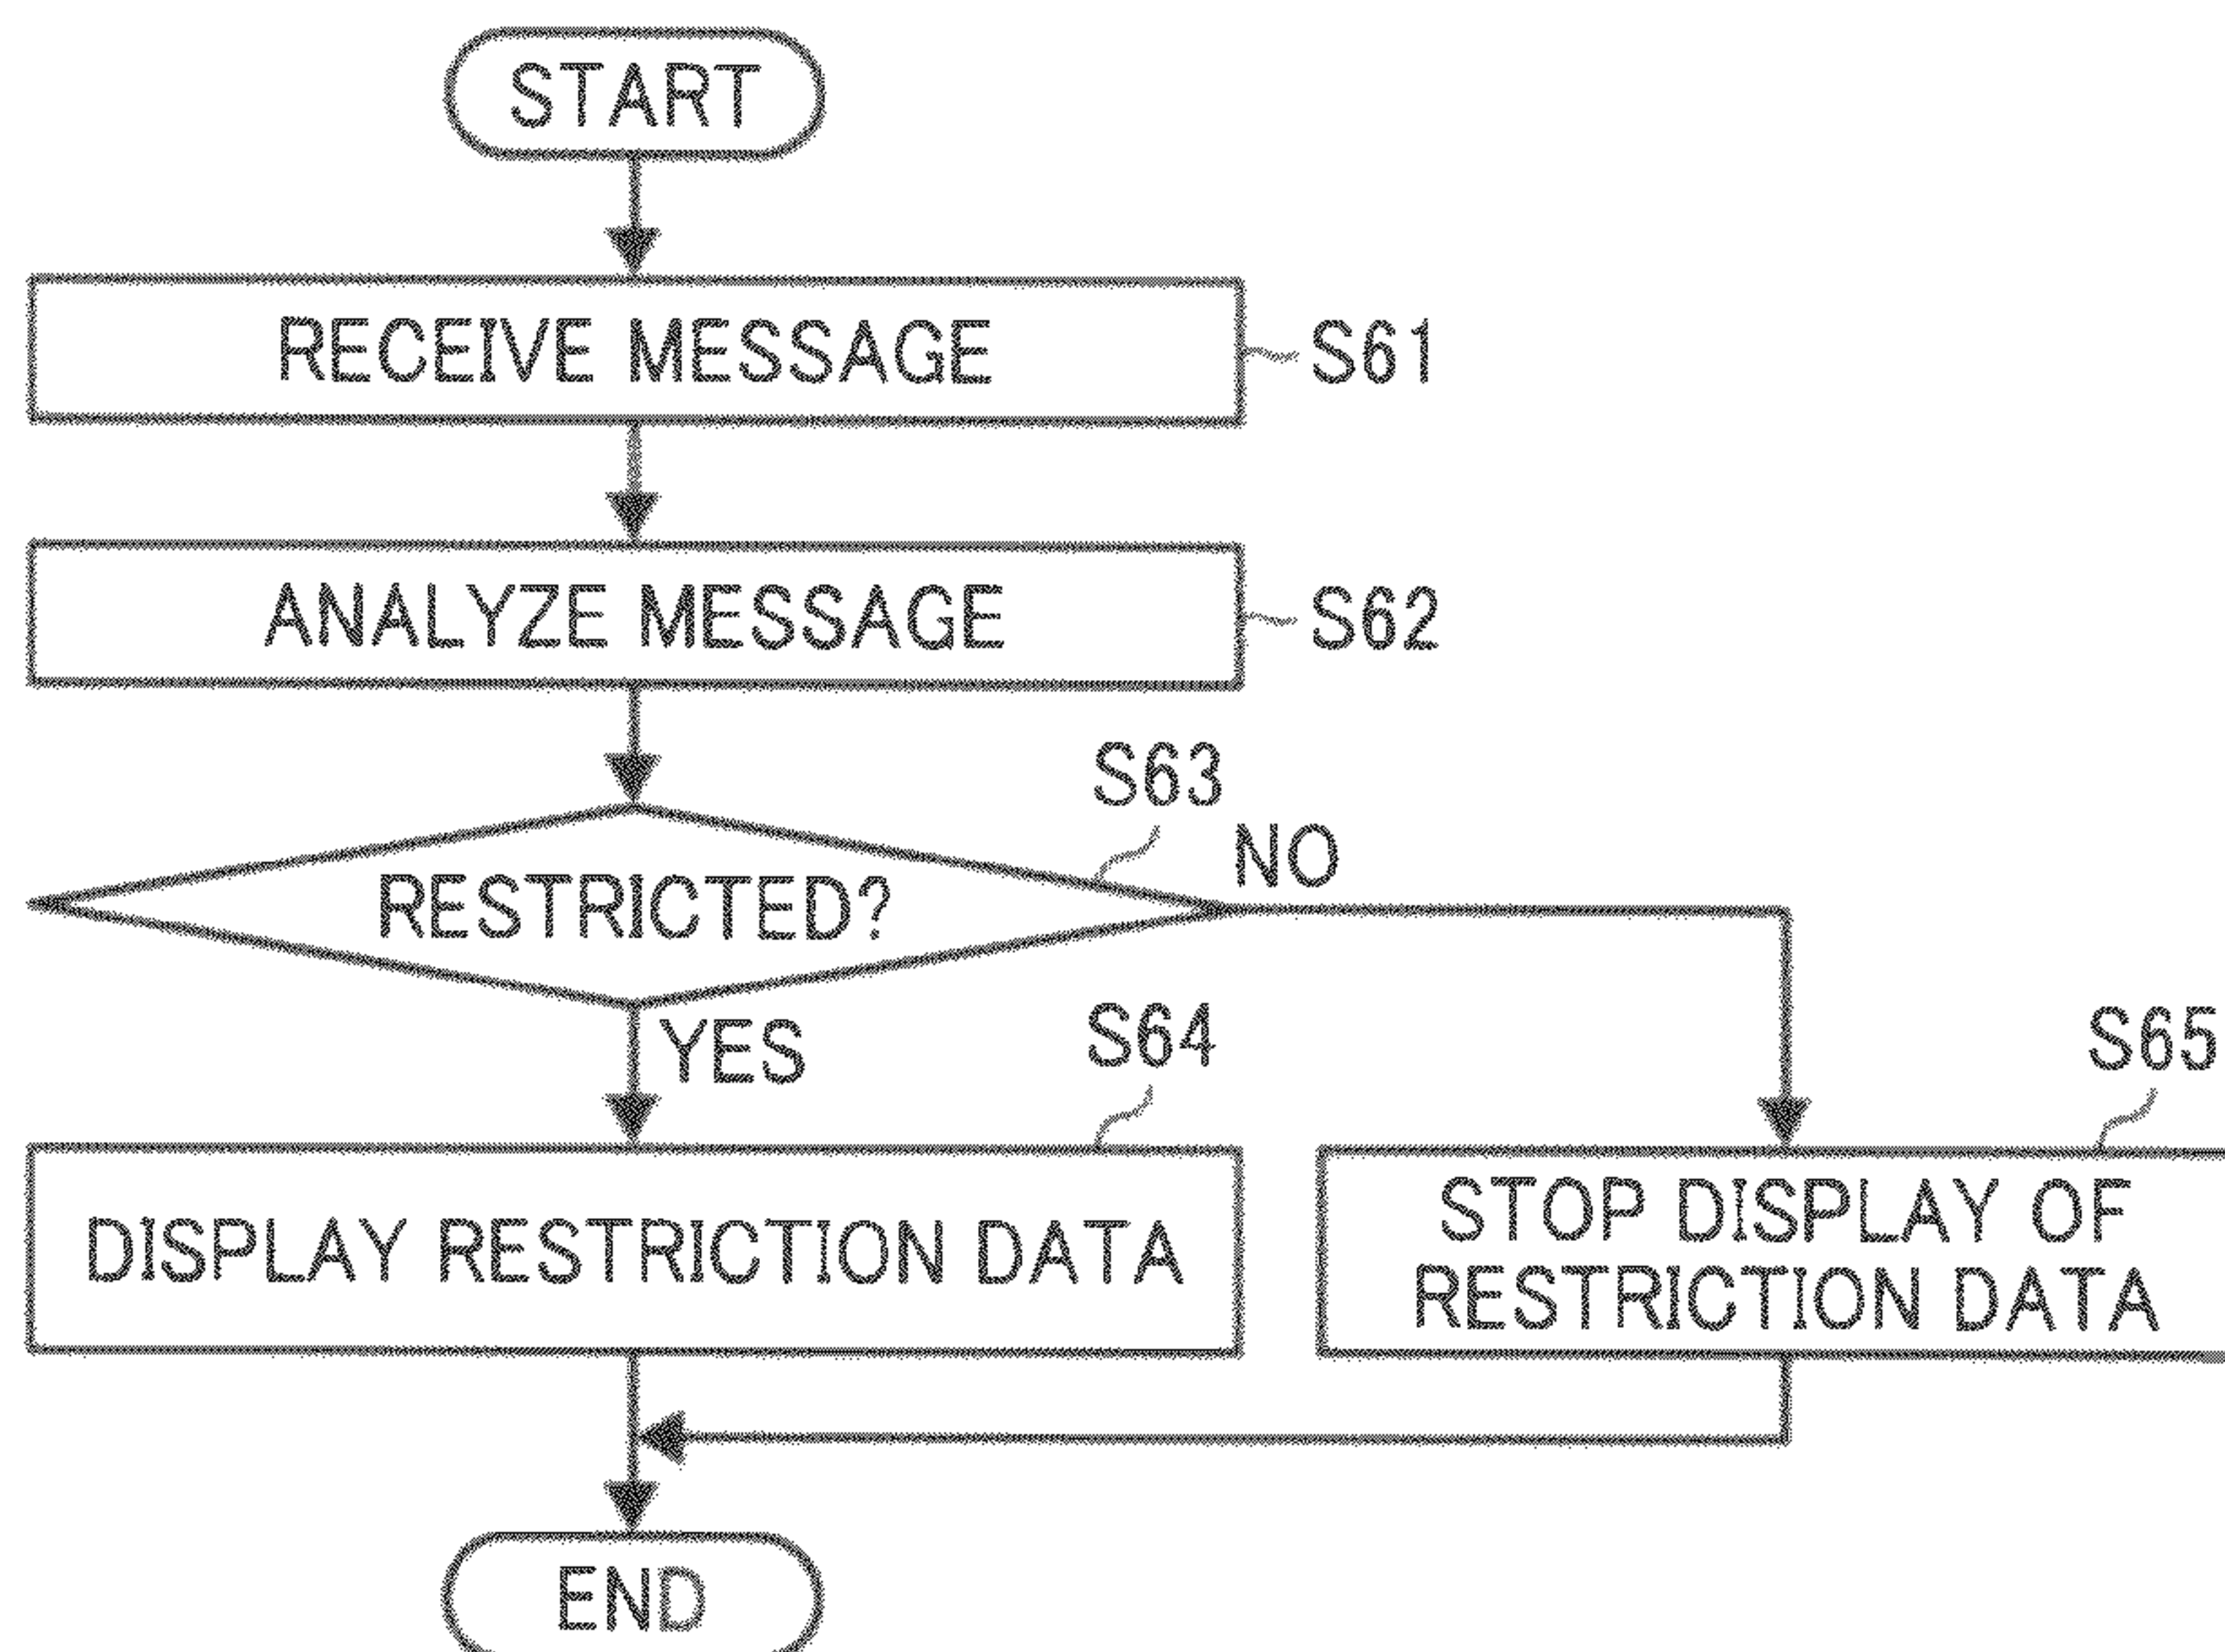 START
RECEIVE MESSAGE
S61
ANALYZE MESSAGE
S62
S63
RESTRICTED?
NO
YES
S64
DISPLAY RESTRICTION DATA
S65
STOP DISPLAY OF
RESTRICTION DATA
END